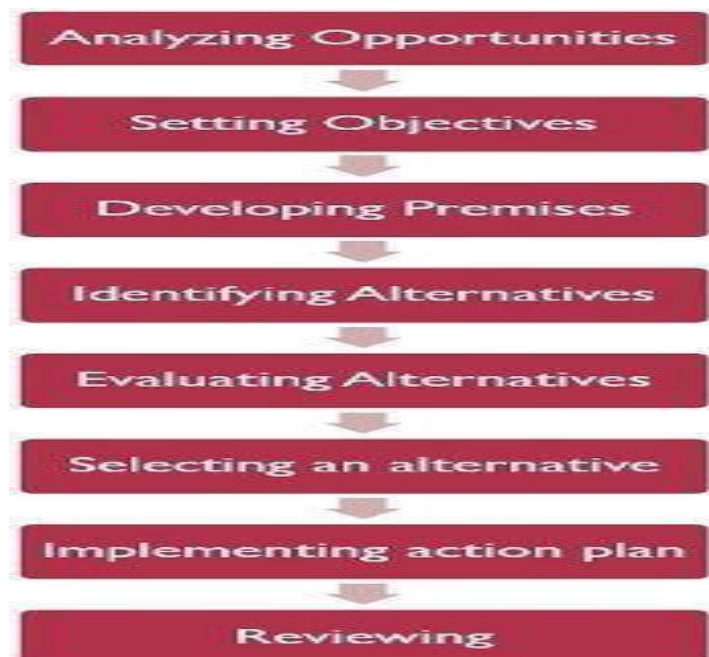 Analyzing Opportunities
Setting Objectives
Developing Premises
Identifying Alternatives
Evaluating Alternatives
Selecting an alternative
Implementing action plan
Reviewing